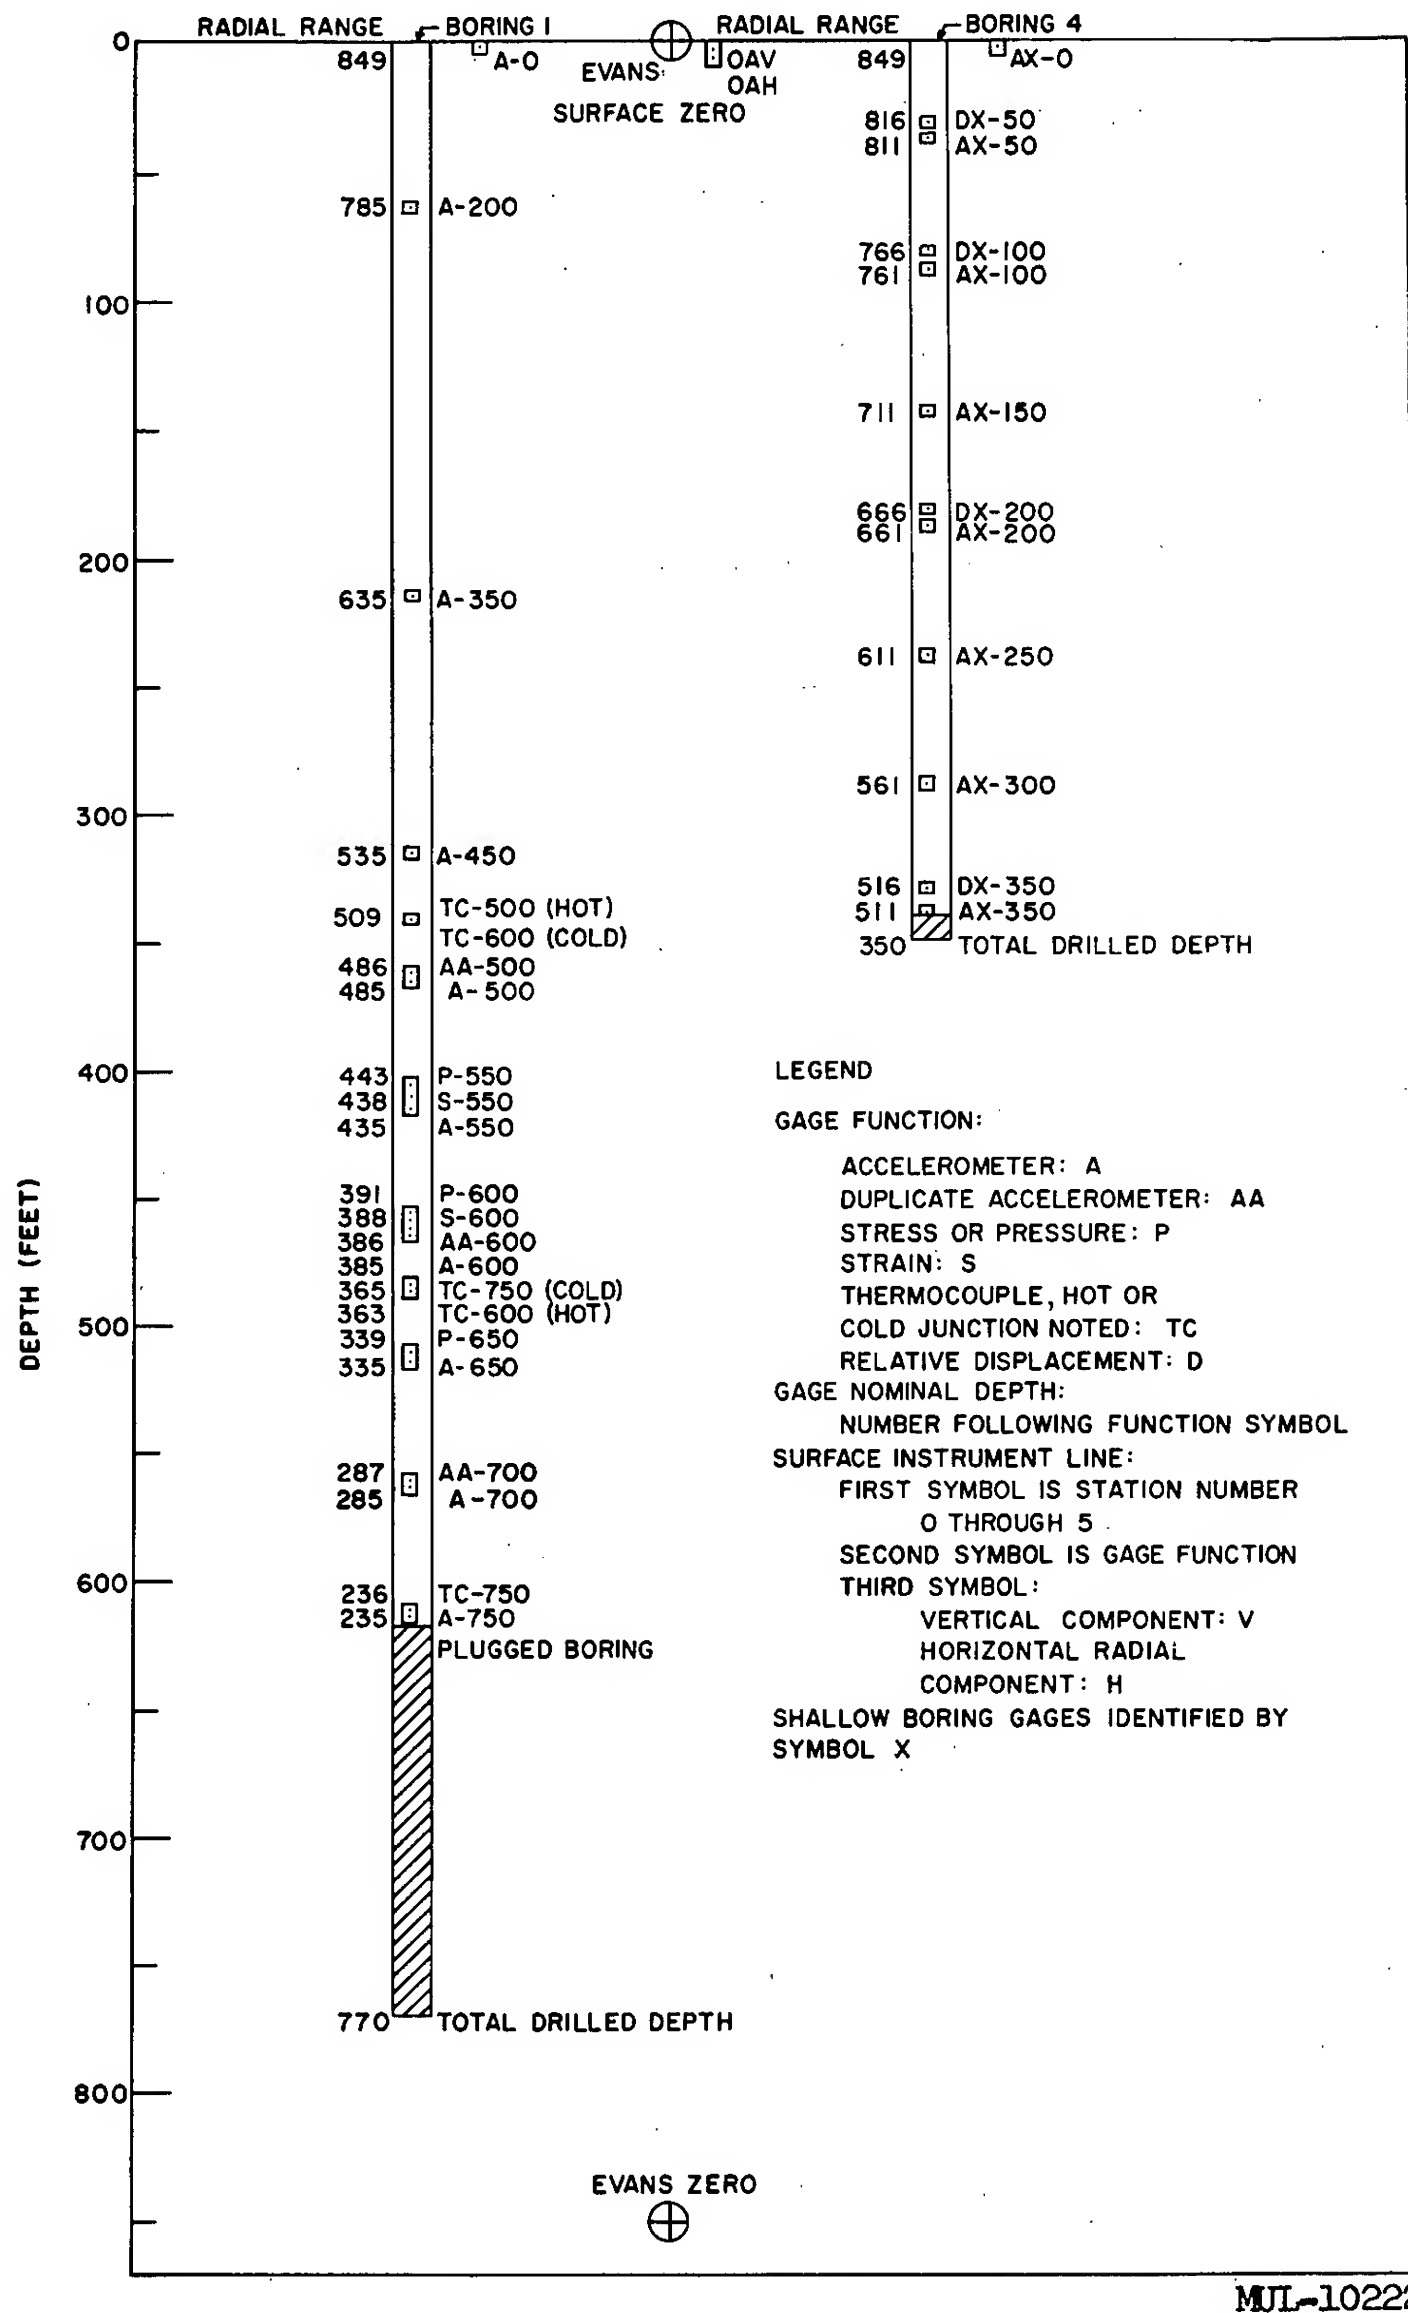 RADIAL RANGE
BORING 1
RADIAL RANGE
BORING 4
0
849
A-0
EVANS
SURFACE ZERO
OAV
OAH
849
AX-0
816 DX-50
811 AX-50
785 A-200
766 DX-100
761 AX-100
100
711 AX-150
666 DX-200
661 AX-200
200
635 A-350
611 AX-250
561 AX-300
300
535 A-450
516 DX-350
511 AX-350
350 TOTAL DRILLED DEPTH
509 TC-500 (HOT)
TC-600 (COLD)
486 AA-500
485 A-500
400
443 P-550
438 S-550
435 A-550
391 P-600
388 S-600
386 AA-600
385 A-600
365 TC-750 (COLD)
363 TC-600 (HOT)
500
339 P-650
335 A-650
287 AA-700
285 A-700
600
236 TC-750
235 A-750
PLUGGED BORING
700
770 TOTAL DRILLED DEPTH
800
DEPTH (FEET)
LEGEND
GAGE FUNCTION:
ACCELEROMETER: A
DUPLICATE ACCELEROMETER: AA
STRESS OR PRESSURE: P
STRAIN: S
THERMOCOUPLE, HOT OR
COLD JUNCTION NOTED: TC
RELATIVE DISPLACEMENT: D
GAGE NOMINAL DEPTH:
NUMBER FOLLOWING FUNCTION SYMBOL
SURFACE INSTRUMENT LINE:
FIRST SYMBOL IS STATION NUMBER
0 THROUGH 5
SECOND SYMBOL IS GAGE FUNCTION
THIRD SYMBOL:
VERTICAL COMPONENT: V
HORIZONTAL RADIAL
COMPONENT: H
SHALLOW BORING GAGES IDENTIFIED BY
SYMBOL X
EVANS ZERO